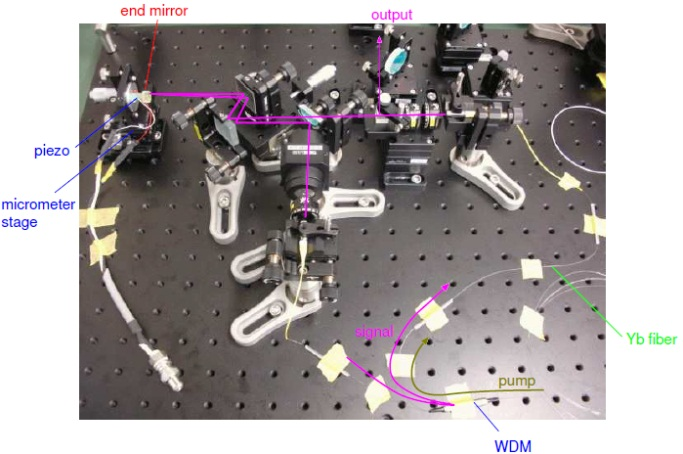 end mirror
output
piezo
micrometer
stage
signal
Yb fiber
pump
WDM